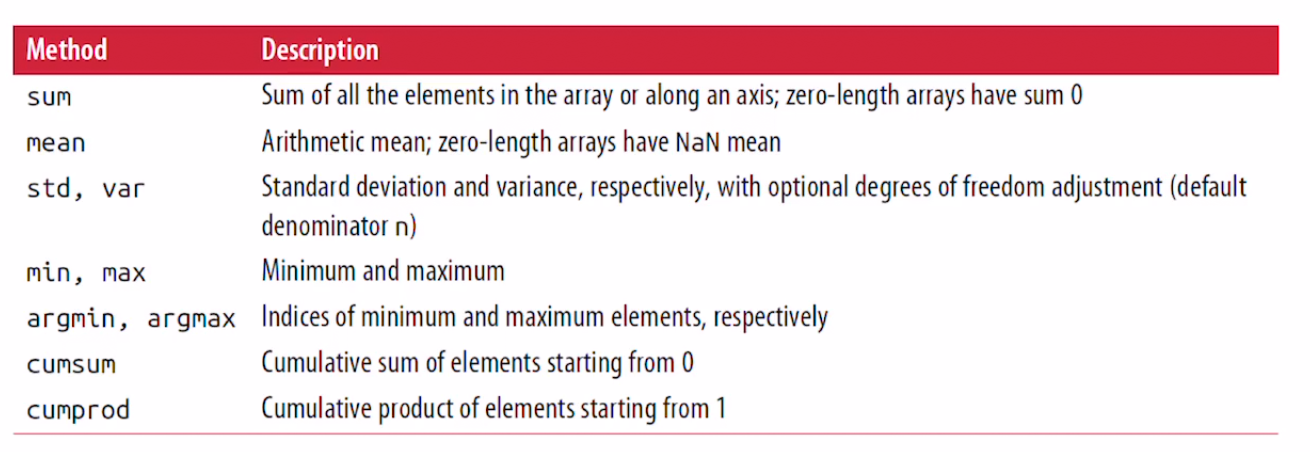 Method Description
sum Sum of all the elements in the array or along an axis; zero-length arrays have sum 0
mean Arithmetic mean; zero-length arrays have NaN mean
std, var Standard deviation and variance, respectively, with optional degrees of freedom adjustment (default
denominator n)
min, max Minimum and maximum
argmin, argmax Indices of minimum and maximum elements, respectively
cumsum Cumulative sum of elements starting from 0
cumprod Cumulative product of elements starting from 1